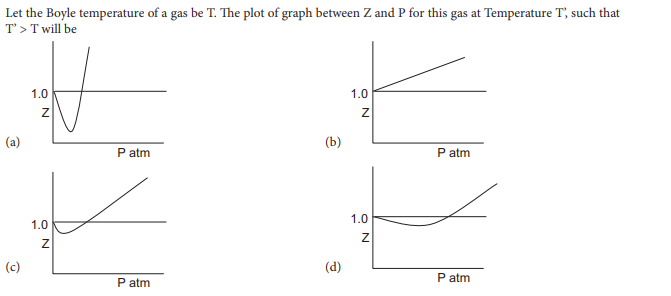 Let the Boyle temperature of a gas be T. The plot of graph between Z and P for this gas at Temperature T', such that
T' > T will be
1.0
Z
(a)
P atm
1.0
Z
(b)
P atm
1.0
Z
(c)
P atm
1.0
Z
(d)
P atm